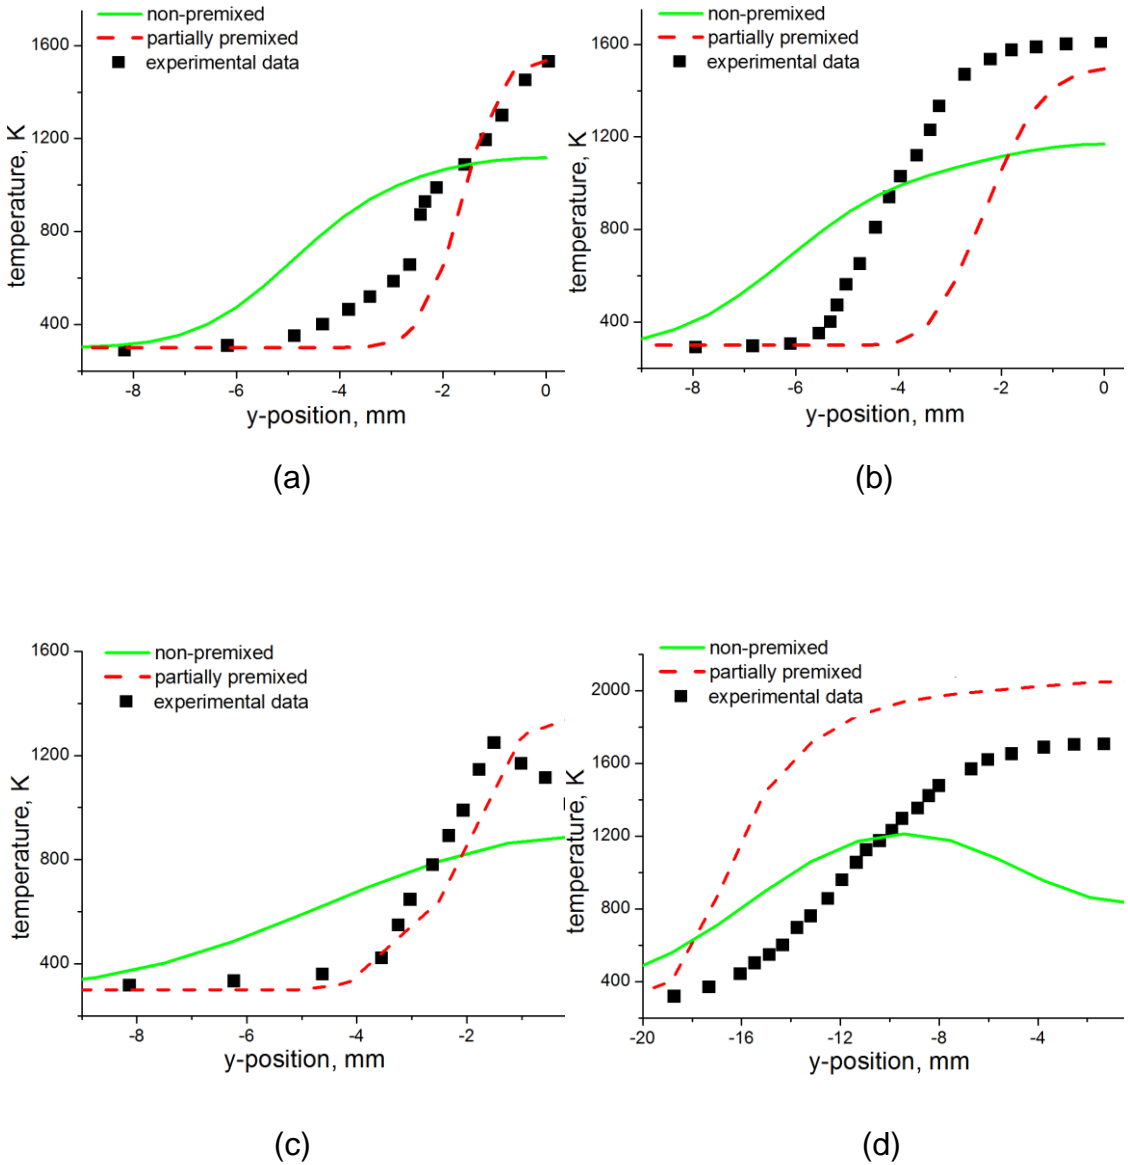 non-premixed
partially premixed
experimental data
1600
1200
800
400
temperature, K
-8
-6
-4
-2
0
y-position, mm
(a)
non-premixed
partially premixed
experimental data
1600
1200
800
400
temperature, K
-8
-6
-4
-2
0
y-position, mm
(b)
non-premixed
partially premixed
experimental data
1600
1200
800
400
temperature, K
-8
-6
-4
-2
y-position, mm
(c)
non-premixed
partially premixed
experimental data
2000
1600
1200
800
400
temperature, K
-20
-16
-12
-8
-4
y-position, mm
(d)